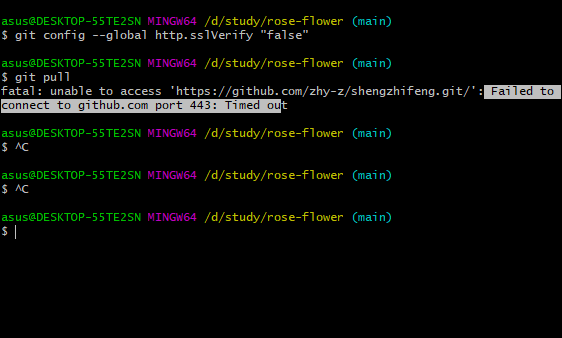 asus@DESKTOP-55TE2SN MINGW64 /d/study/rose-flower (main)
$ git config --global http.sslVerify "false"
asus@DESKTOP-55TE2SN MINGW64 /d/study/rose-flower (main)
$ git pull
fatal: unable to access 'https://github.com/zhy-z/shengzhifeng.git/': Failed to
connect to github.com port 443: Timed out
asus@DESKTOP-55TE2SN MINGW64 /d/study/rose-flower (main)
$ ^C
asus@DESKTOP-55TE2SN MINGW64 /d/study/rose-flower (main)
$ ^C
asus@DESKTOP-55TE2SN MINGW64 /d/study/rose-flower (main)
$